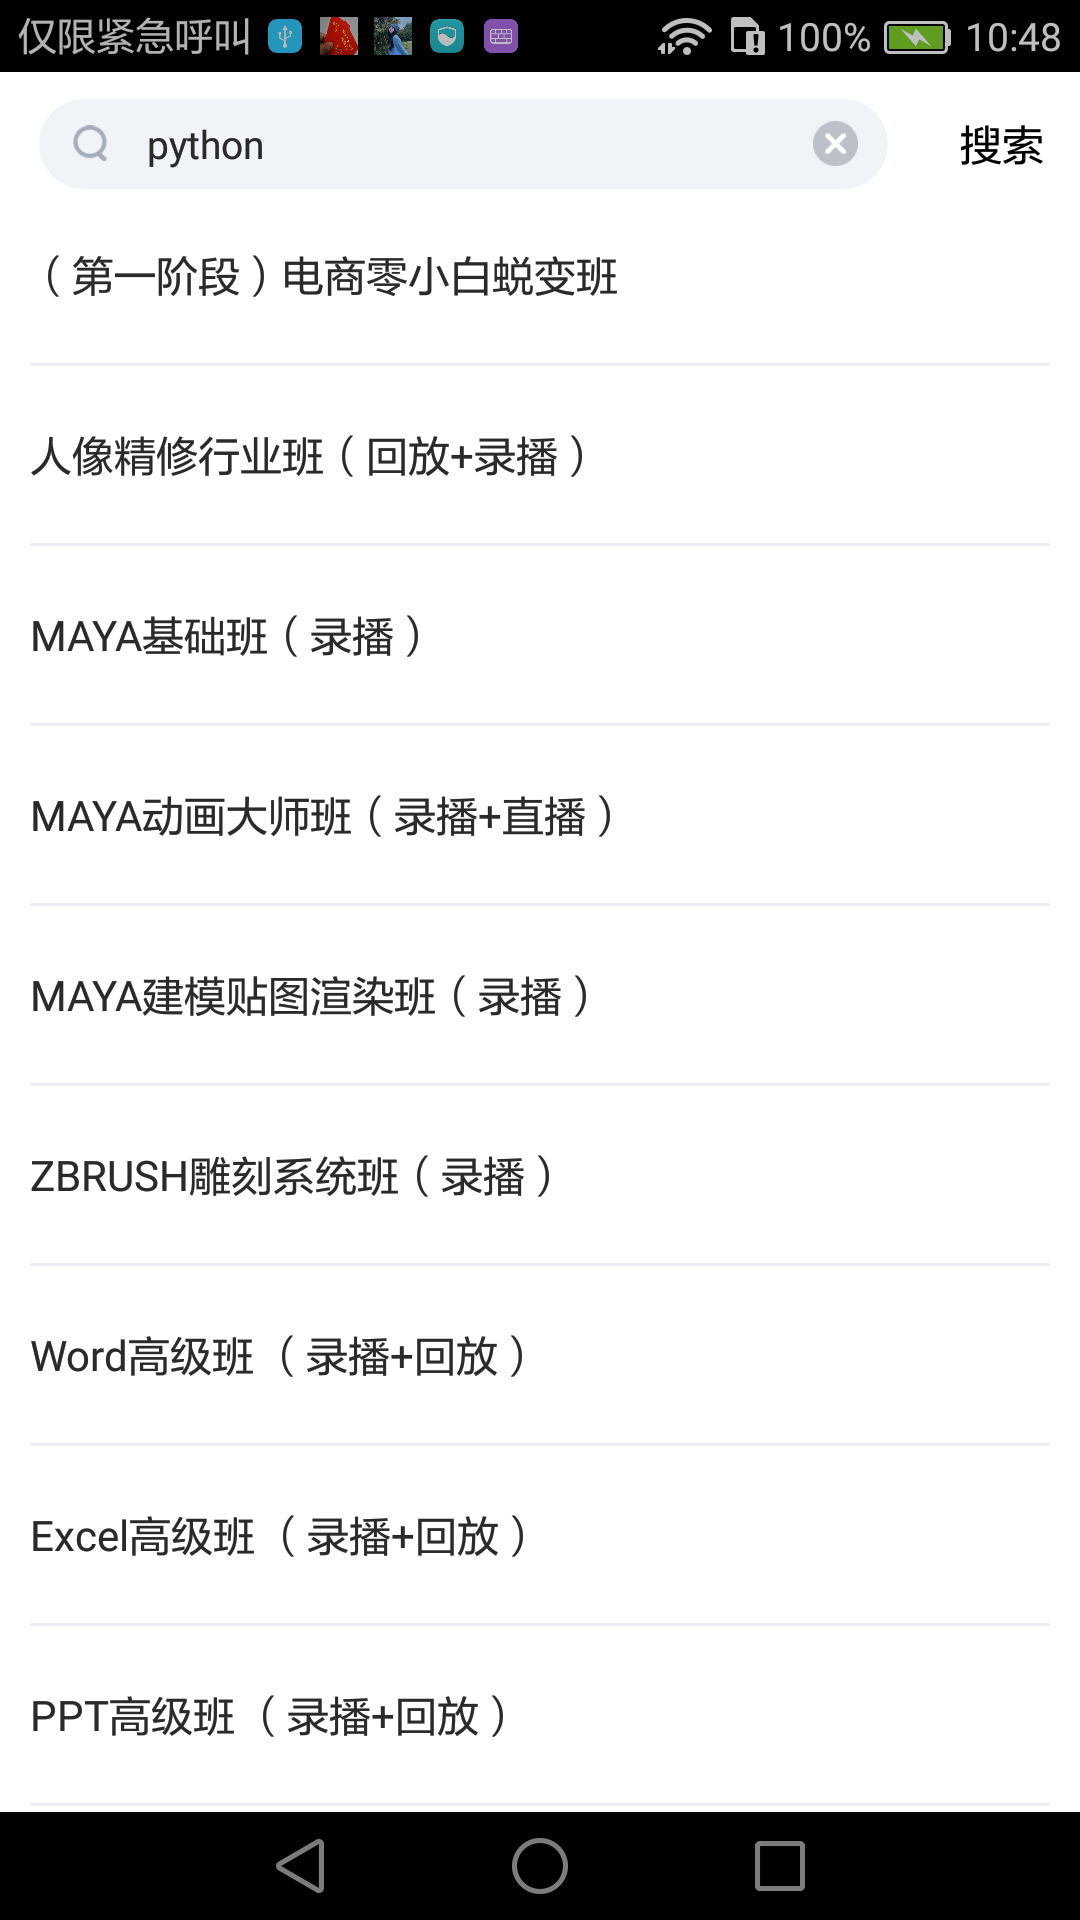 仅限紧急呼叫 100% 10:48
python 搜索
（第一阶段）电商零小白蜕变班
人像精修行业班（回放+录播）
MAYA基础班（录播）
MAYA动画大师班（录播+直播）
MAYA建模贴图渲染班（录播）
ZBRUSH雕刻系统班（录播）
Word高级班 （录播+回放）
Excel高级班 （录播+回放）
PPT高级班 （录播+回放）